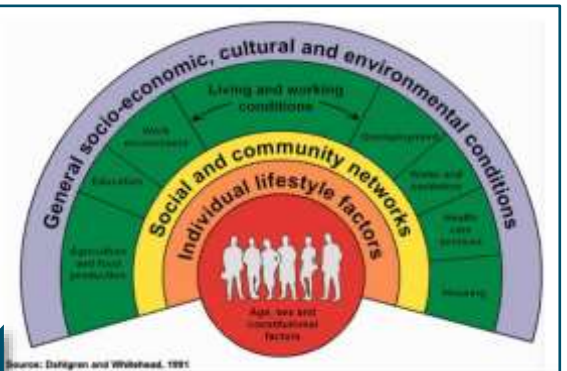 General socio-economic, cultural and environmental conditions
Living and working
conditions
Work
environment
Education
Agriculture
and food
production
Unemployment
Water and
sanitation
Health
care
services
Housing
Social and community networks
Individual lifestyle factors
Age, sex and
constitutional
factors
Source: Dahlgren and Whitehead, 1991